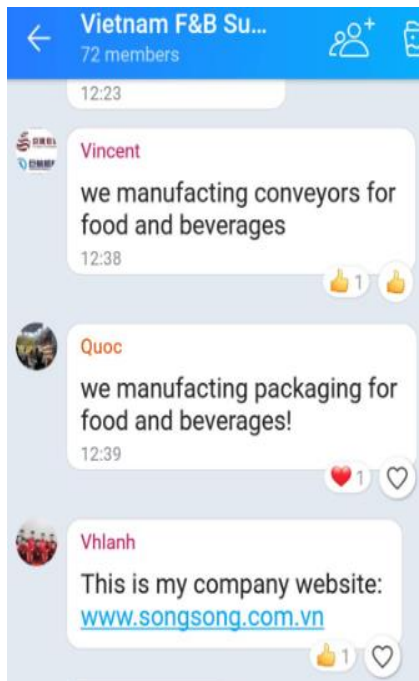 Vietnam F&B Su...
72 members
12:23
Vincent
we manufacting conveyors for
food and beverages
12:38
1
Quoc
we manufacting packaging for
food and beverages!
12:39
1
Vhlanh
This is my company website:
www.songsong.com.vn
1